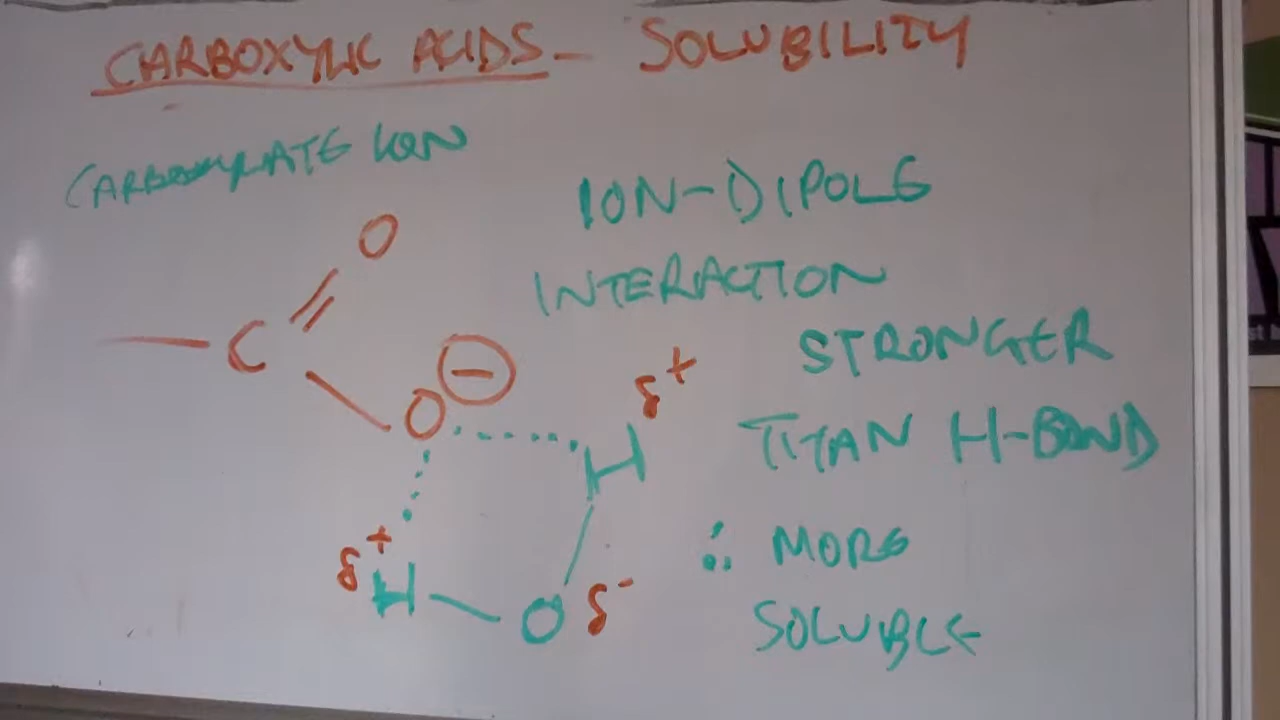 CARBOXYLIC ACIDS - SOLUBILITY
CARBOXYLATE ION
ION-DIPOLE
INTERACTION
STRONGER
THAN H-BOND
∴ MORE
SOLUBLE
O
C
O −
δ+
H
δ+
H
O δ−